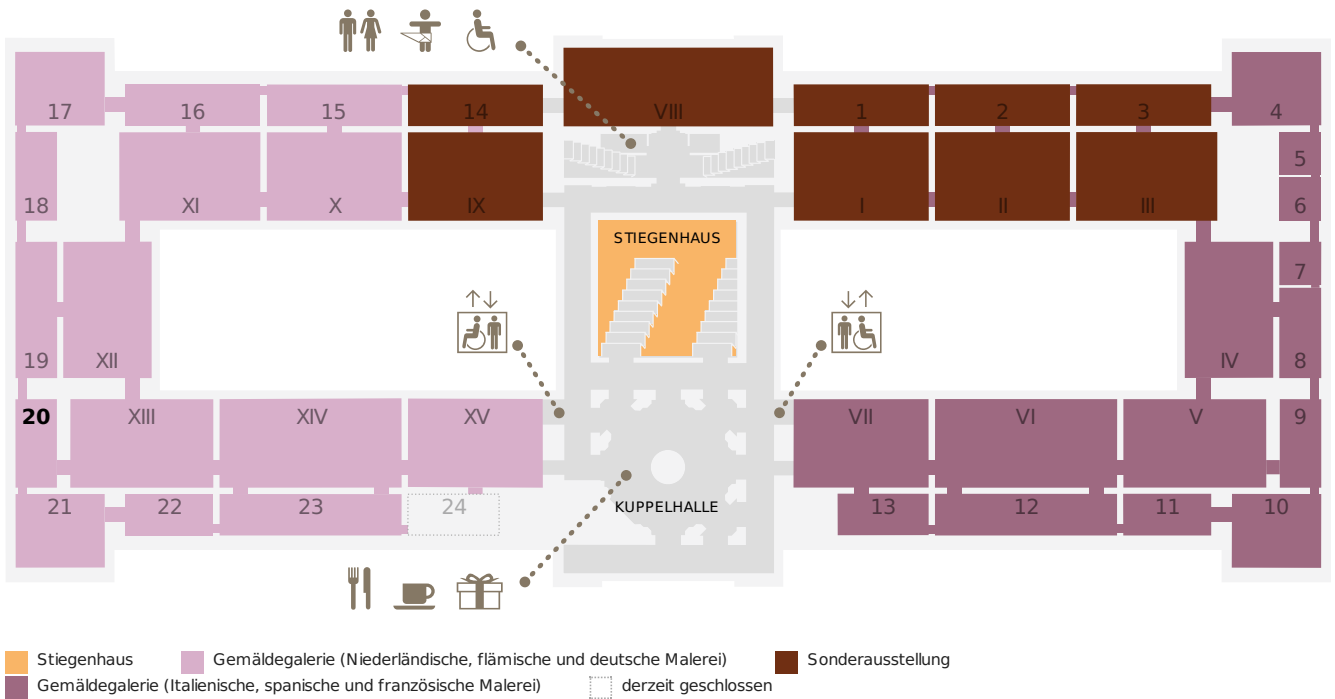 17 16 15 14 VIII 1 2 3 4
5
18 XI X IX I II III 6
STIEGENHAUS
7
19 XII IV 8
20 XIII XIV XV VII VI V 9
21 22 23 24 KUPPELHALLE 13 12 11 10
Stiegenhaus Gemäldegalerie (Niederländische, flämische und deutsche Malerei) Sonderausstellung
Gemäldegalerie (Italienische, spanische und französische Malerei) derzeit geschlossen